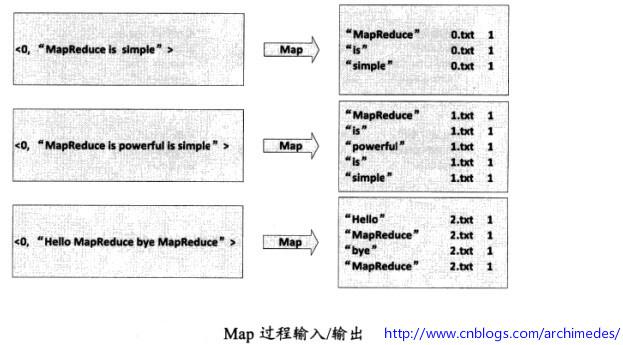 <0, “MapReduce is simple” >
Map
“MapReduce” 0.txt 1
“is” 0.txt 1
“simple” 0.txt 1
<0, “MapReduce is powerful is simple” >
Map
“MapReduce” 1.txt 1
“is” 1.txt 1
“powerful” 1.txt 1
“is” 1.txt 1
“simple” 1.txt 1
<0, “Hello MapReduce bye MapReduce” >
Map
“Hello” 2.txt 1
“MapReduce” 2.txt 1
“bye” 2.txt 1
“MapReduce” 2.txt 1
Map 过程输入/输出 http://www.cnblogs.com/archimedes/